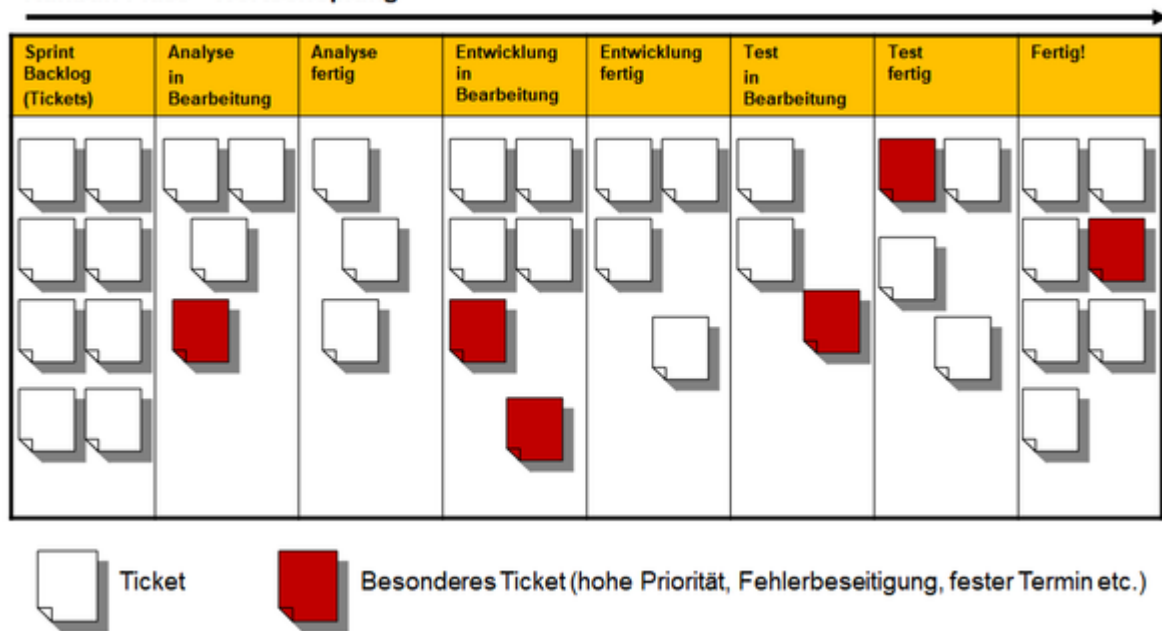 Sprint
Backlog
(Tickets)
Analyse
in
Bearbeitung
Analyse
fertig
Entwicklung
in
Bearbeitung
Entwicklung
fertig
Test
in
Bearbeitung
Test
fertig
Fertig!
Ticket
Besonderes Ticket (hohe Priorität, Fehlerbeseitigung, fester Termin etc.)